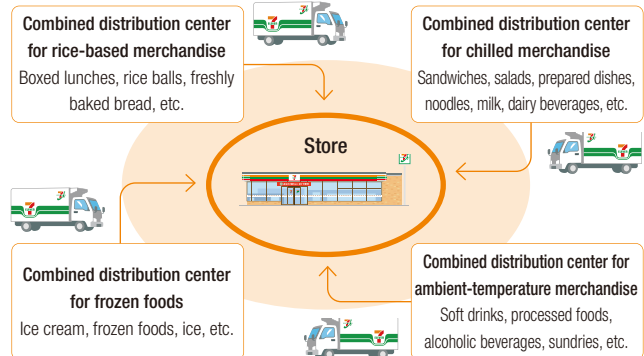 Combined distribution center
for rice-based merchandise
Boxed lunches, rice balls, freshly
baked bread, etc.
Combined distribution center
for chilled merchandise
Sandwiches, salads, prepared dishes,
noodles, milk, dairy beverages, etc.
Store
Combined distribution center
for frozen foods
Ice cream, frozen foods, ice, etc.
Combined distribution center for
ambient-temperature merchandise
Soft drinks, processed foods,
alcoholic beverages, sundries, etc.